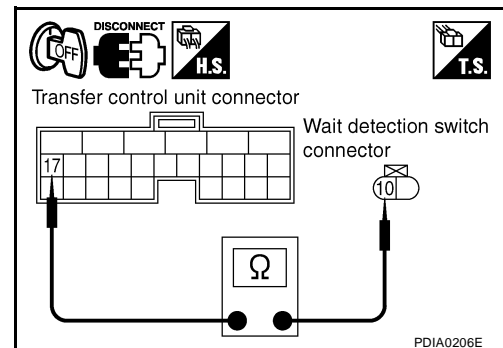 OFF
DISCONNECT
H.S.
T.S.
Transfer control unit connector
Wait detection switch
connector
17
10
Ω
PDIA0206E